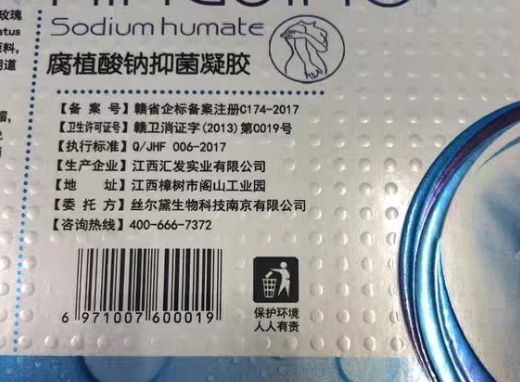 玫瑰
Sodium humate
腐植酸钠抑菌凝胶
【备案号】赣省企标备案注册C174-2017
【卫生许可证号】赣卫消证字(2013)第C019号
【执行标准】Q/JHF 006-2017
【生产企业】江西汇发实业有限公司
【地址】江西樟树市阁山工业园
【委托方】丝尔黛生物科技南京有限公司
【咨询热线】400-666-7372
6 971007 600019
保护环境
人人有责